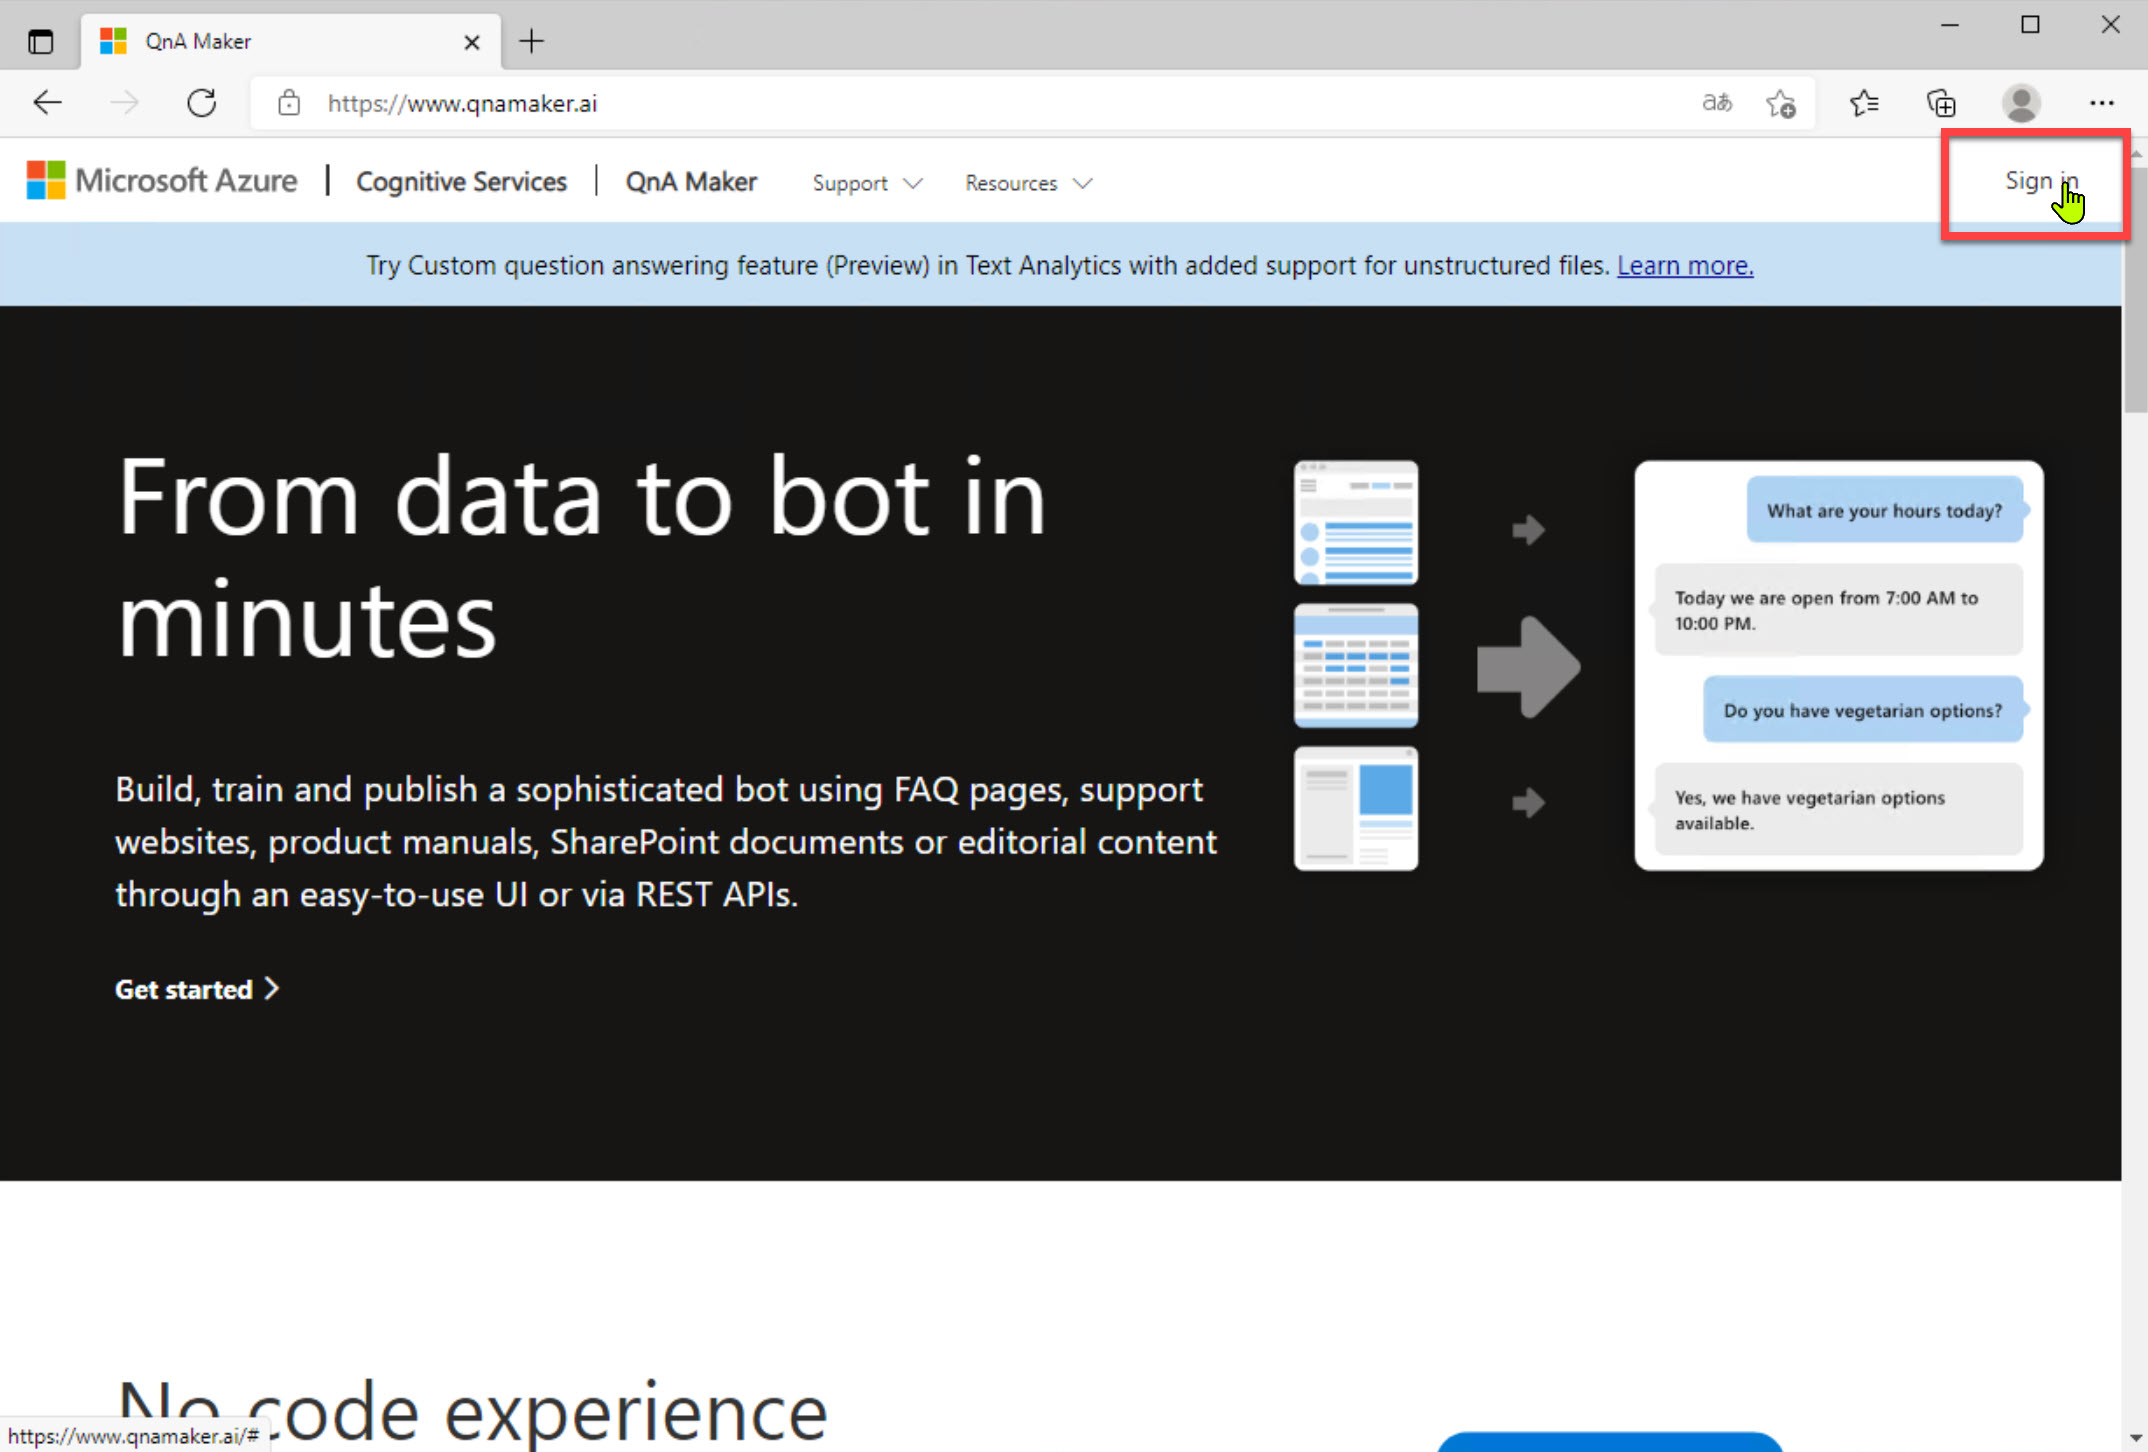 QnA Maker
https://www.qnamaker.ai
aあ
Microsoft Azure
Cognitive Services
QnA Maker
Support
Resources
Sign in
Try Custom question answering feature (Preview) in Text Analytics with added support for unstructured files. Learn more.
From data to bot in
minutes
Build, train and publish a sophisticated bot using FAQ pages, support
websites, product manuals, SharePoint documents or editorial content
through an easy-to-use UI or via REST APIs.
Get started
What are your hours today?
Today we are open from 7:00 AM to
10:00 PM.
Do you have vegetarian options?
Yes, we have vegetarian options
available.
No code experience
https://www.qnamaker.ai/#